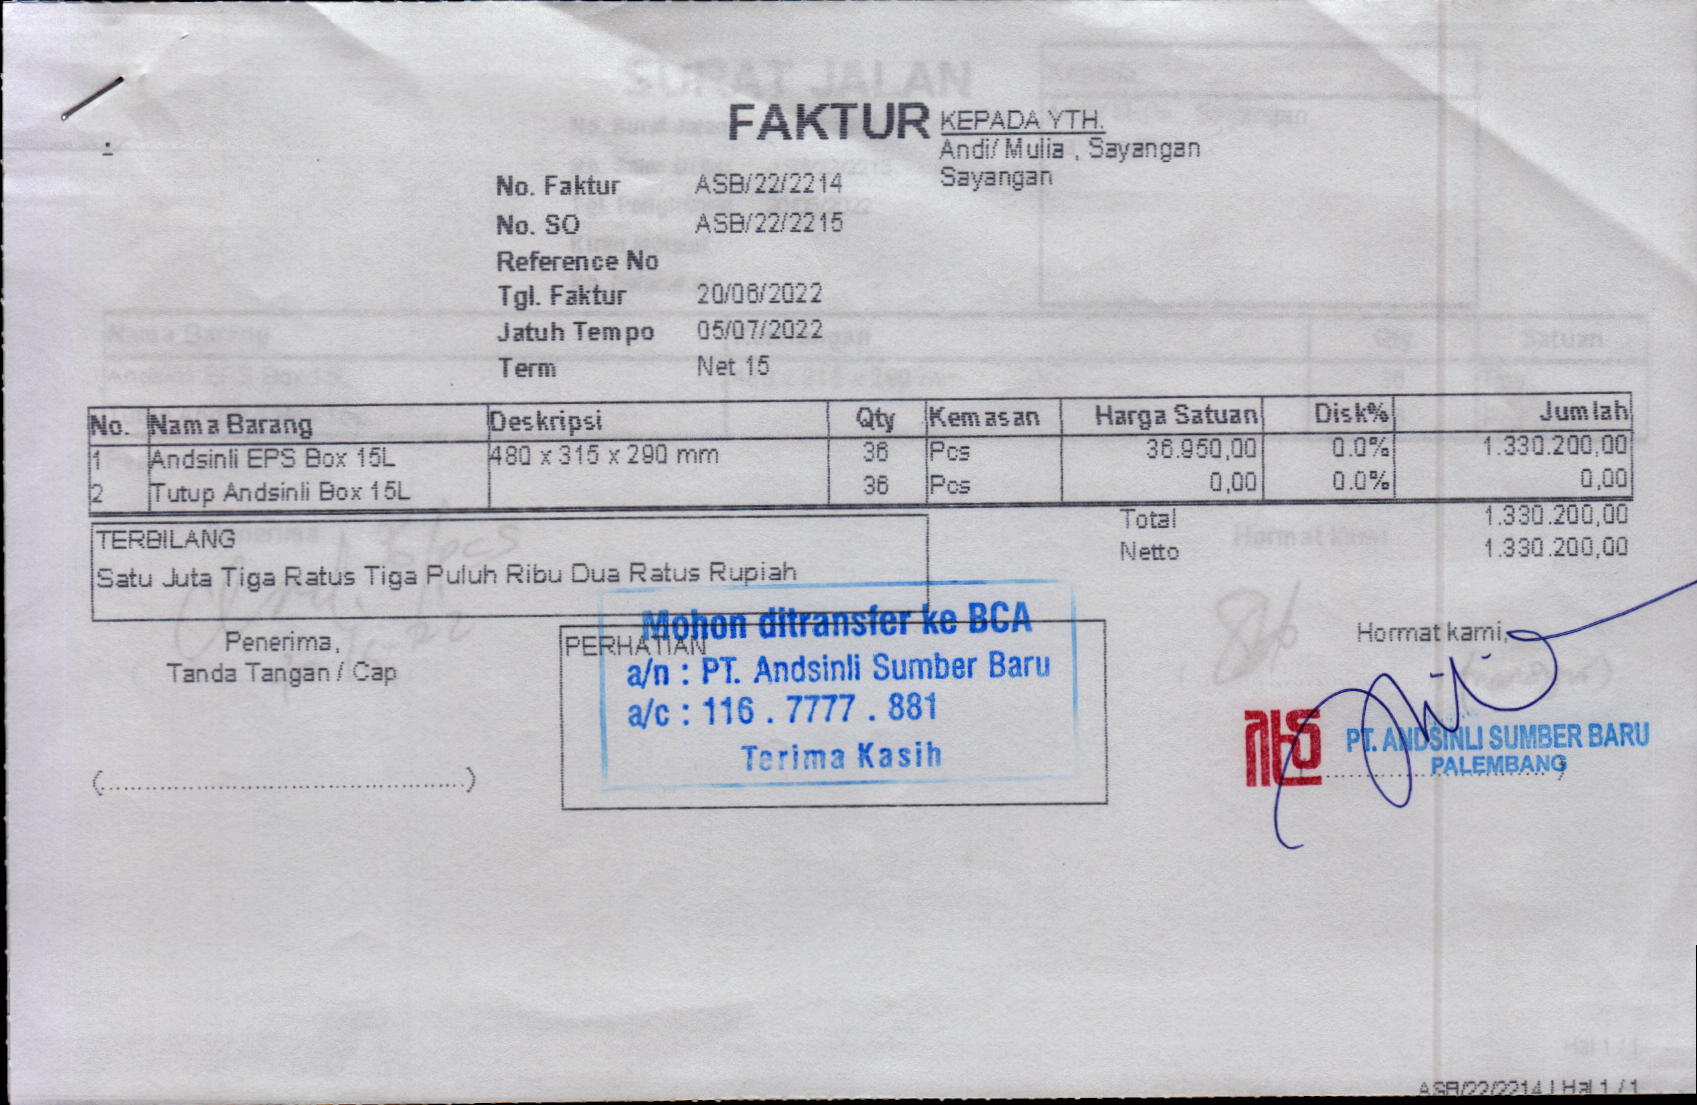 FAKTUR
KEPADA YTH.
Andi/ Mulia , Sayangan
Sayangan
No. Faktur ASB/22/2214
No. SO ASB/22/2215
Reference No
Tgl. Faktur 20/06/2022
Jatuh Tempo 05/07/2022
Term Net 15
No. Nama Barang Deskripsi Qty Kemasan Harga Satuan Disk% Jumlah
1 Andsinli EPS Box 15L 480 x 315 x 290 mm 36 Pcs 36.950,00 0.0% 1.330.200,00
2 Tutup Andsinli Box 15L 36 Pcs 0,00 0.0% 0,00
Total 1.330.200,00
Netto 1.330.200,00
TERBILANG
Satu Juta Tiga Ratus Tiga Puluh Ribu Dua Ratus Rupiah
Penerima,
Tanda Tangan / Cap
(................................................)
PERHATIAN
Mohon ditransfer ke BCA
a/n : PT. Andsinli Sumber Baru
a/c : 116 . 7777 . 881
Terima Kasih
Hormat kami,
PT. ANDSINLI SUMBER BARU
PALEMBANG
ASB/22/2214 | Hal 1 / 1